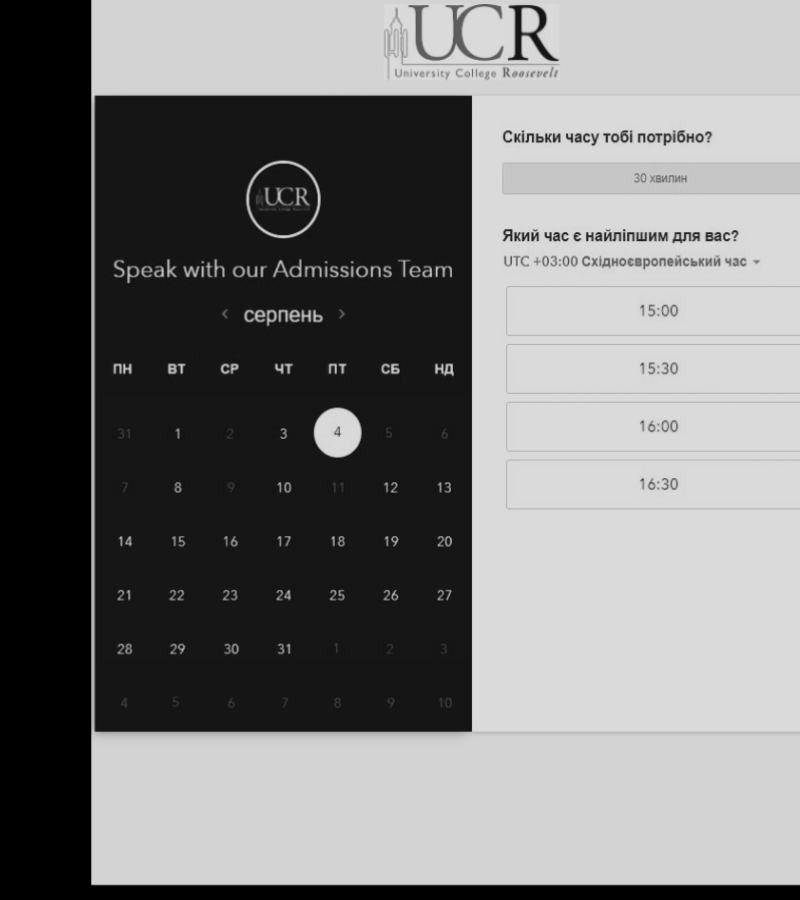 UCR
University College Roosevelt
UCR
Speak with our Admissions Team
< серпень >
ПН ВТ СР ЧТ ПТ СБ НД
31 1 2 3 4 5 6
7 8 9 10 11 12 13
14 15 16 17 18 19 20
21 22 23 24 25 26 27
28 29 30 31 1 2 3
4 5 6 7 8 9 10
Скільки часу тобі потрібно?
30 хвилин
Який час є найліпшим для вас?
UTC +03:00 Східноєвропейський час
15:00
15:30
16:00
16:30